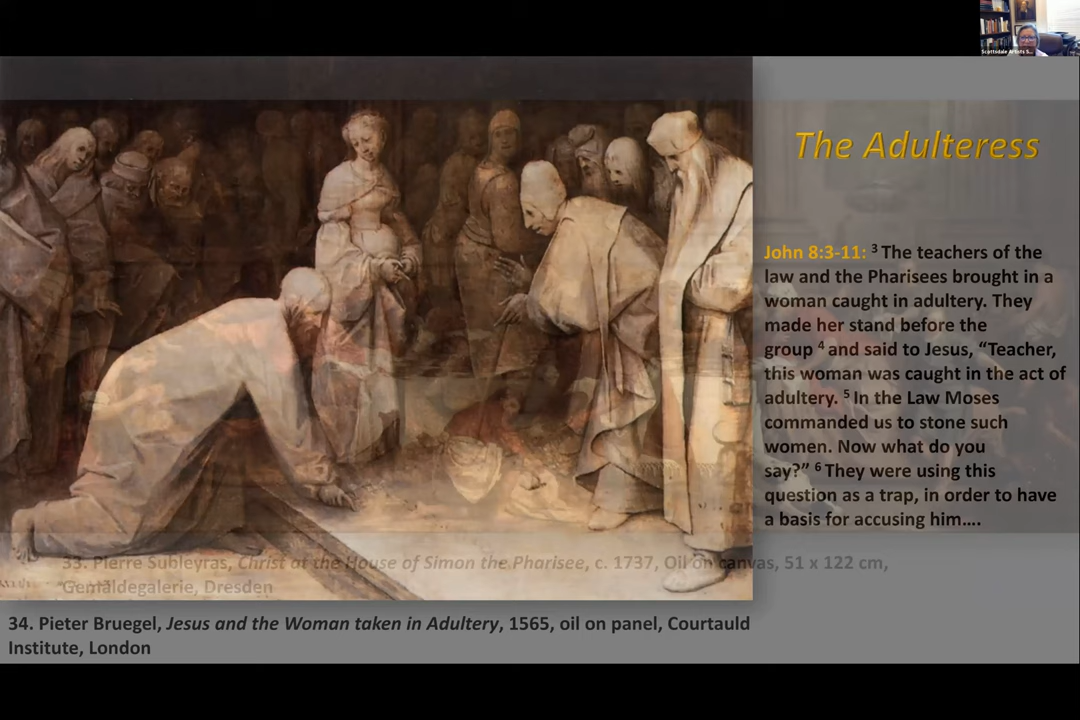 Scottsdale Artists S...
The Adulteress
John 8:3-11: 3 The teachers of the
law and the Pharisees brought in a
woman caught in adultery. They
made her stand before the
group 4 and said to Jesus, “Teacher,
this woman was caught in the act of
adultery. 5 In the Law Moses
commanded us to stone such
women. Now what do you
say?” 6 They were using this
question as a trap, in order to have
a basis for accusing him….
33. Pierre Subleyras, Christ at the House of Simon the Pharisee, c. 1737, Oil on canvas, 51 x 122 cm,
Gemäldegalerie, Dresden
34. Pieter Bruegel, Jesus and the Woman taken in Adultery, 1565, oil on panel, Courtauld
Institute, London